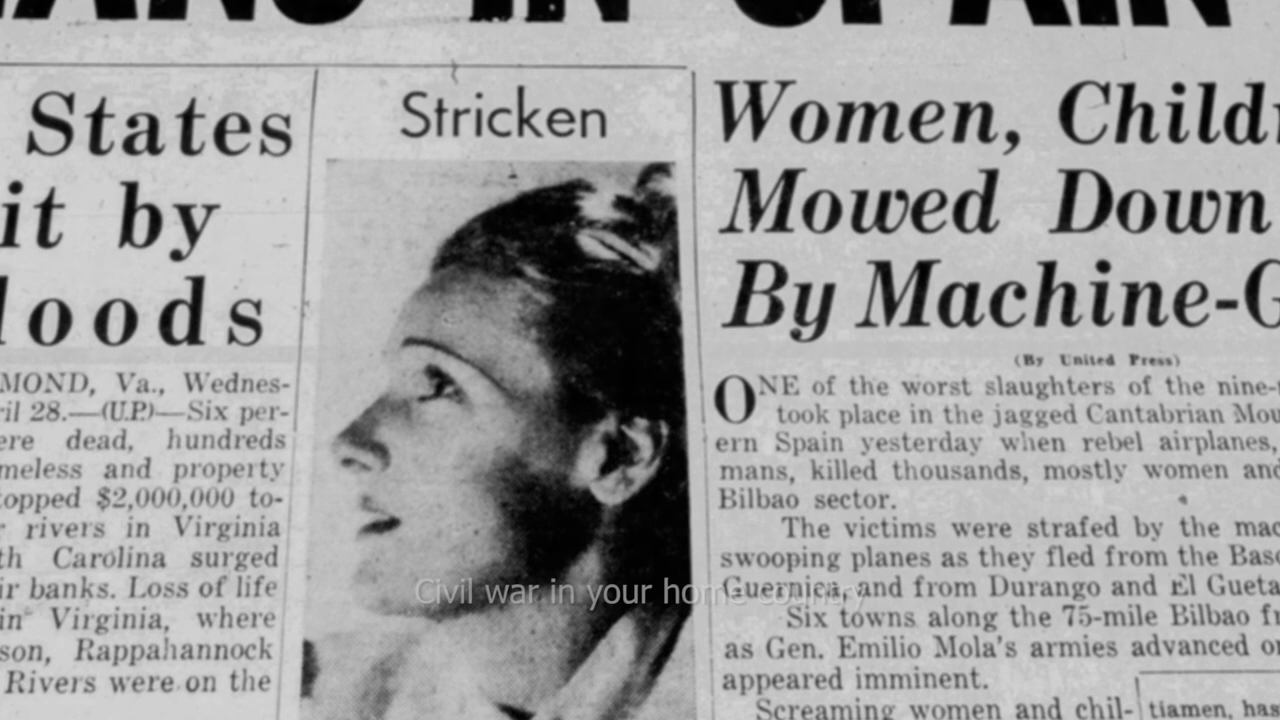 IN SPAIN
States
it by
loods
MOND, Va., Wednes-
ril 28.—(U.P.)—Six per-
ere dead, hundreds
meless and property
topped $2,000,000 to-
r rivers in Virginia
th Carolina surged
ir banks. Loss of life
in Virginia, where
son, Rappahannock
Rivers were on the
Stricken
Women, Childr
Mowed Down
By Machine-G
(By United Press)
ONE of the worst slaughters of the nine-
took place in the jagged Cantabrian Mou
ern Spain yesterday when rebel airplanes,
mans, killed thousands, mostly women and
Bilbao sector.
The victims were strafed by the mac
swooping planes as they fled from the Basq
Guernica, and from Durango and El Gueta
Six towns along the 75-mile Bilbao fr
as Gen. Emilio Mola's armies advanced on
appeared imminent.
Screaming women and chil-
tiamen, has
Civil war in your home country